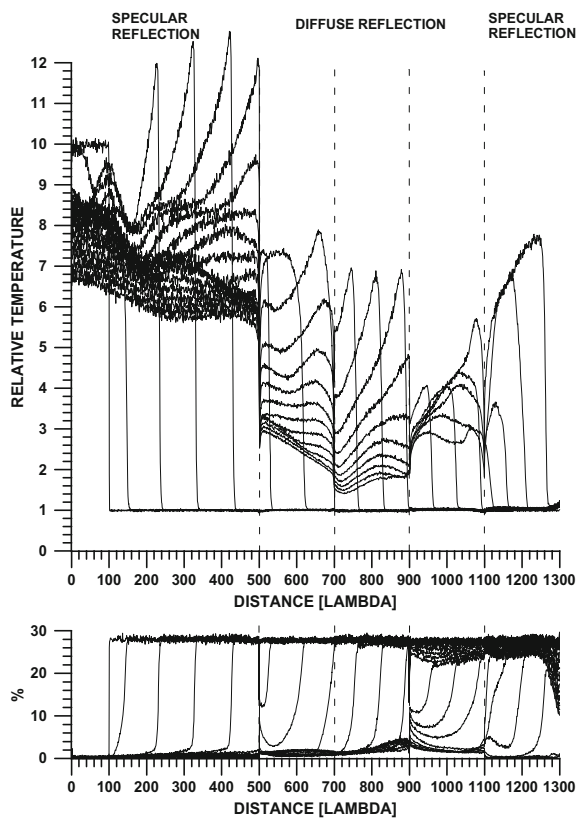 SPECULAR
REFLECTION
DIFFUSE REFLECTION
SPECULAR
REFLECTION
12
11
10
9
8
7
6
5
4
3
2
1
0
RELATIVE TEMPERATURE
0 100 200 300 400 500 600 700 800 900 1000 1100 1200 1300
DISTANCE [LAMBDA]
30
20
10
0
%
0 100 200 300 400 500 600 700 800 900 1000 1100 1200 1300
DISTANCE [LAMBDA]